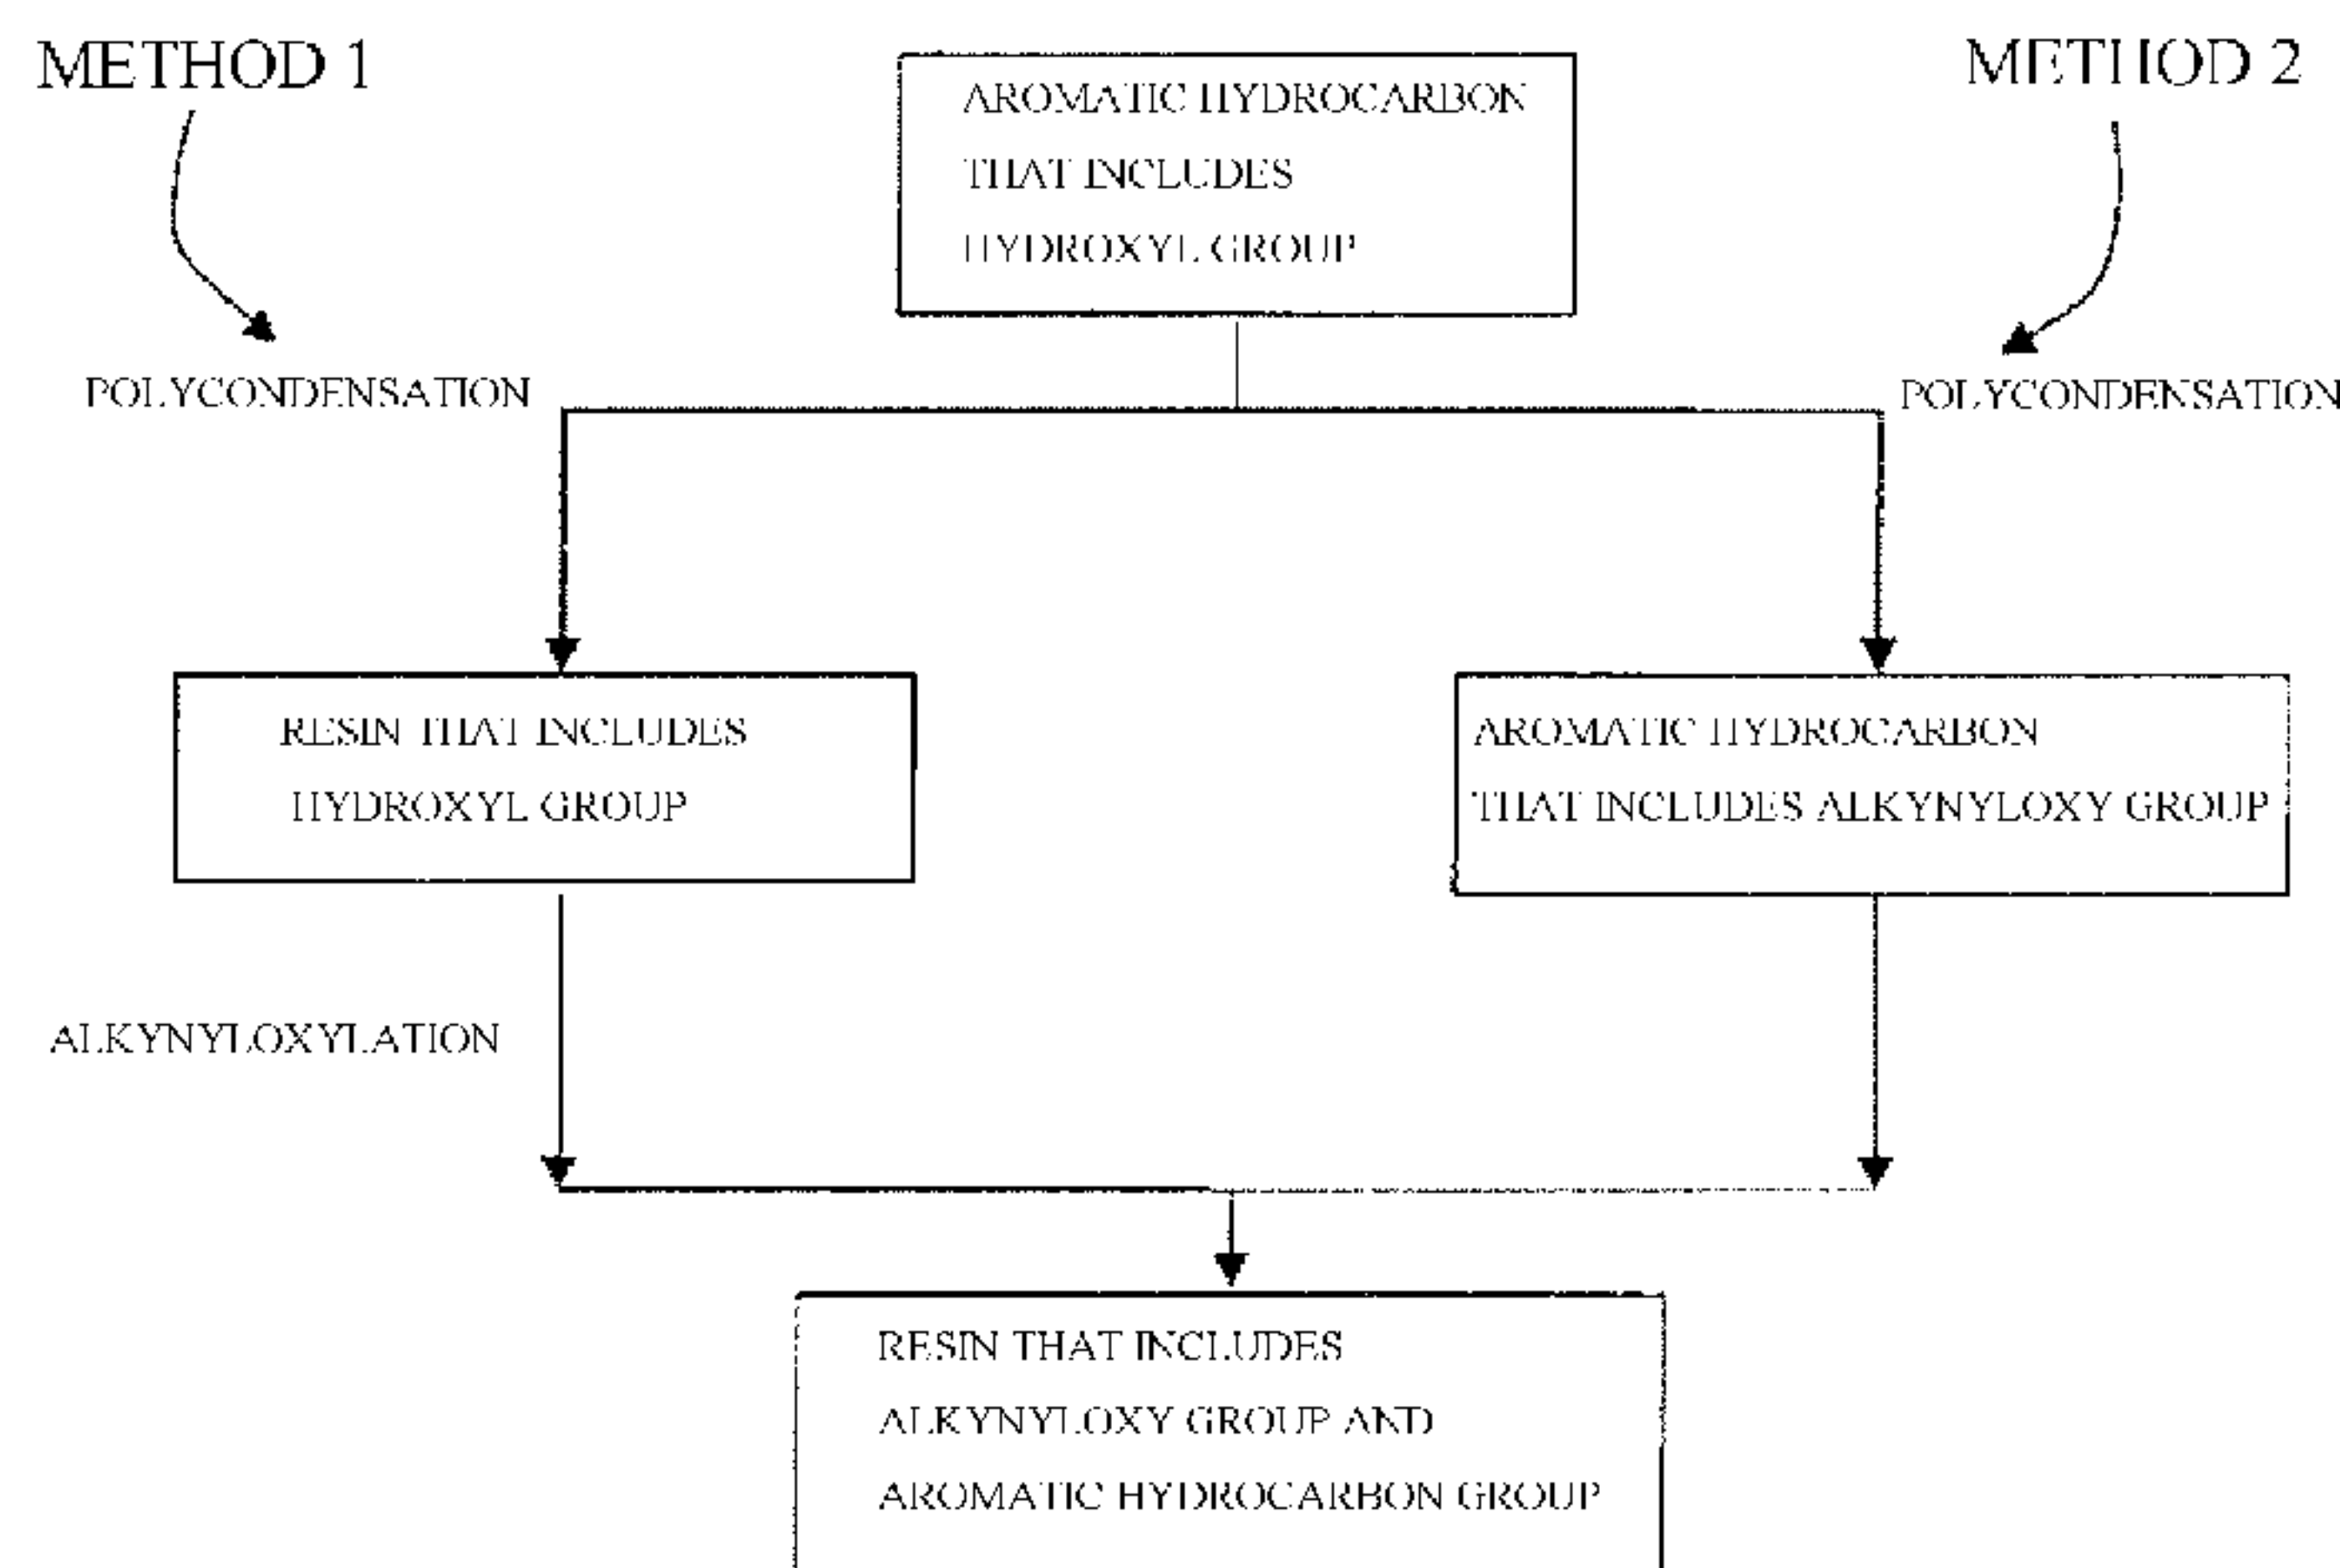 METHOD 1
METHOD 2
AROMATIC HYDROCARBON
THAT INCLUDES
HYDROXYL GROUP
POLYCONDENSATION
POLYCONDENSATION
RESIN THAT INCLUDES
HYDROXYL GROUP
AROMATIC HYDROCARBON
THAT INCLUDES ALKYNYLOXY GROUP
ALKYNYLOXYLATION
RESIN THAT INCLUDES
ALKYNYLOXY GROUP AND
AROMATIC HYDROCARBON GROUP